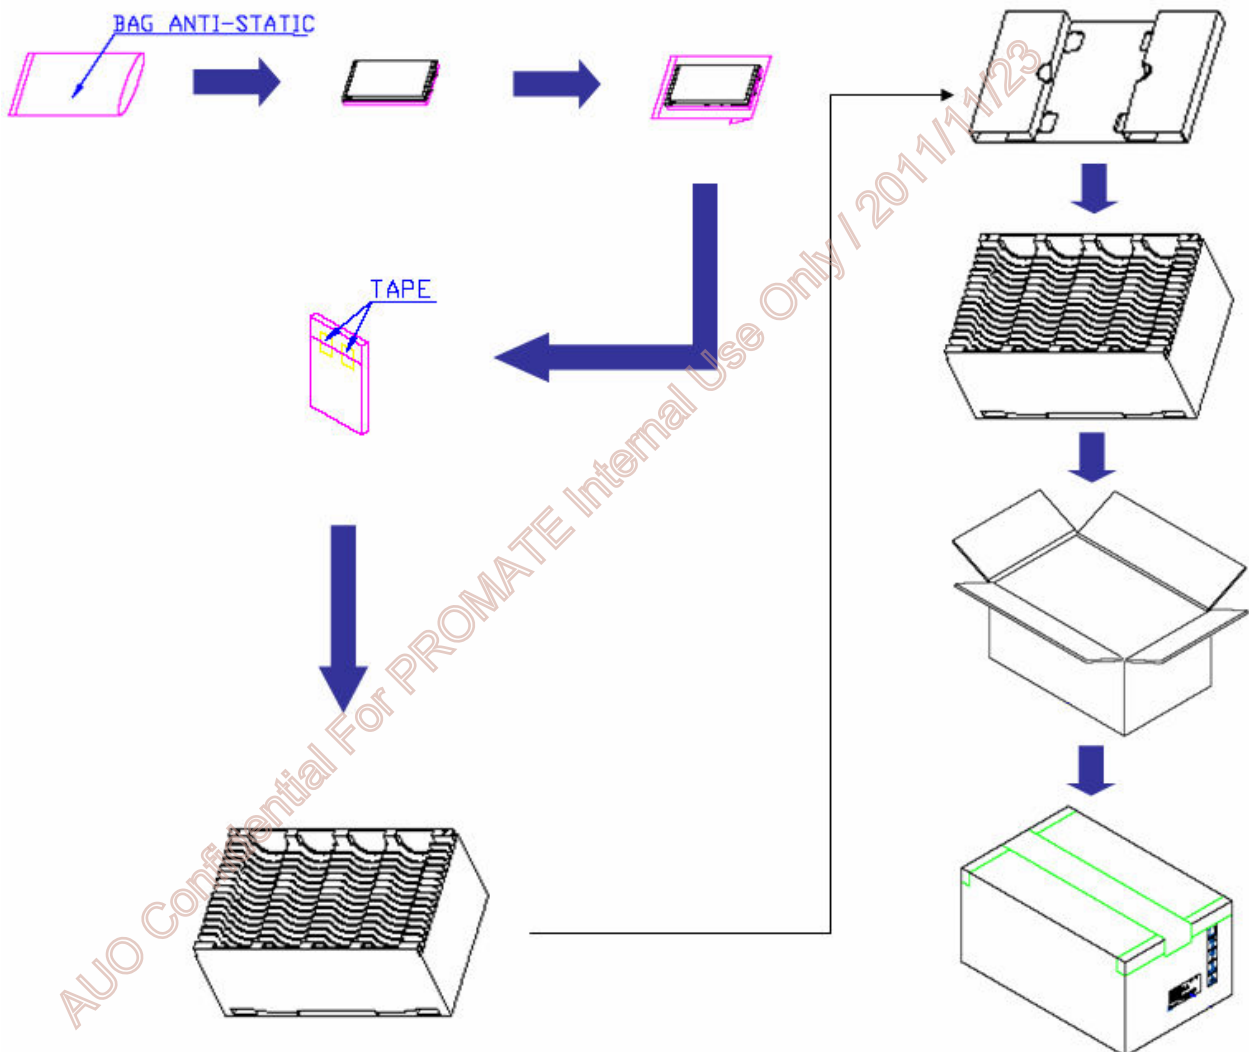 BAG ANTI-STATIC
TAPE
AUO Confidential For PROMATE Internal Use Only / 2011/11/23